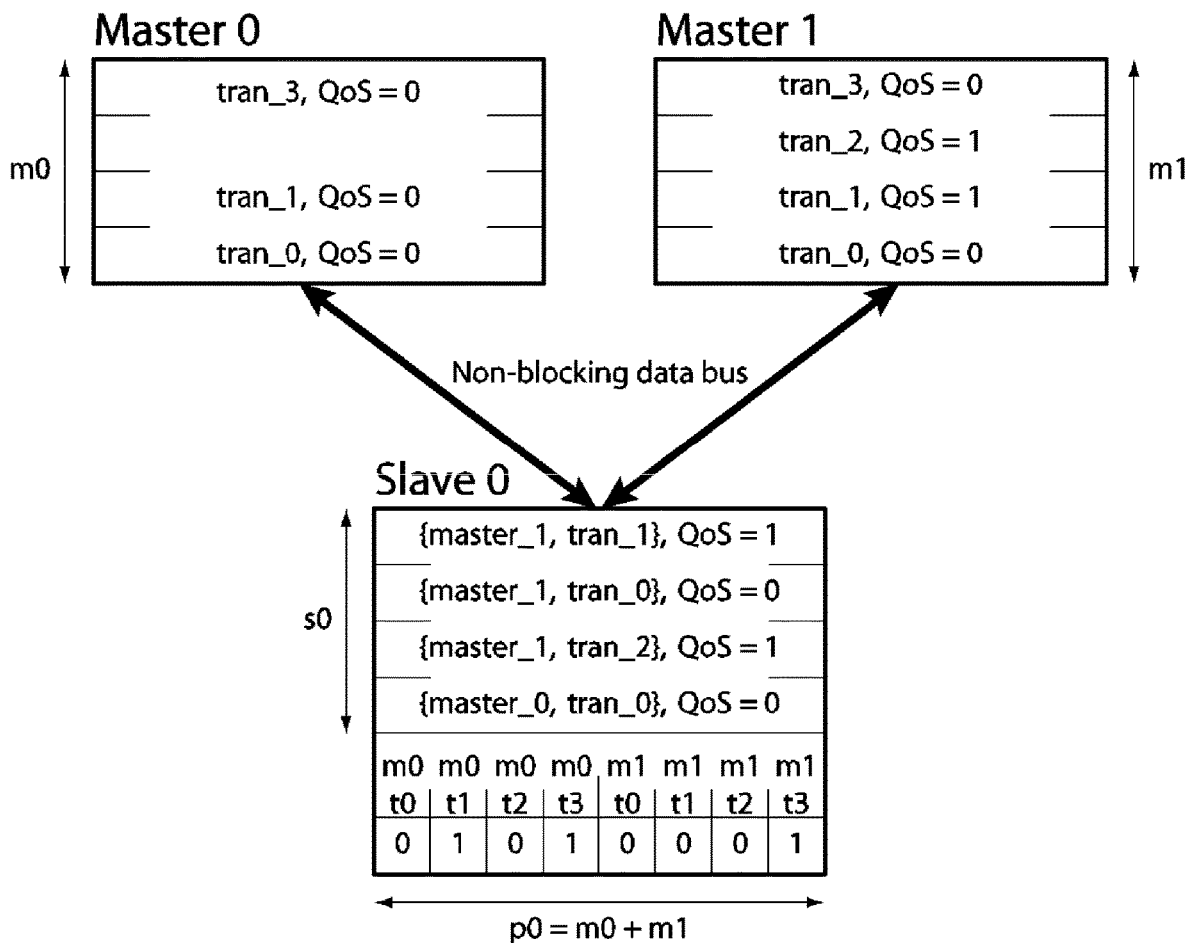 Master 0
Master 1
tran_3, QoS = 0
tran_1, QoS = 0
tran_0, QoS = 0
m0
tran_3, QoS = 0
tran_2, QoS = 1
tran_1, QoS = 1
tran_0, QoS = 0
m1
Non-blocking data bus
Slave 0
{master_1, tran_1}, QoS = 1
{master_1, tran_0}, QoS = 0
{master_1, tran_2}, QoS = 1
{master_0, tran_0}, QoS = 0
s0
m0 m0 m0 m0 m1 m1 m1 m1
t0 t1 t2 t3 t0 t1 t2 t3
0 1 0 1 0 0 0 1
p0 = m0 + m1